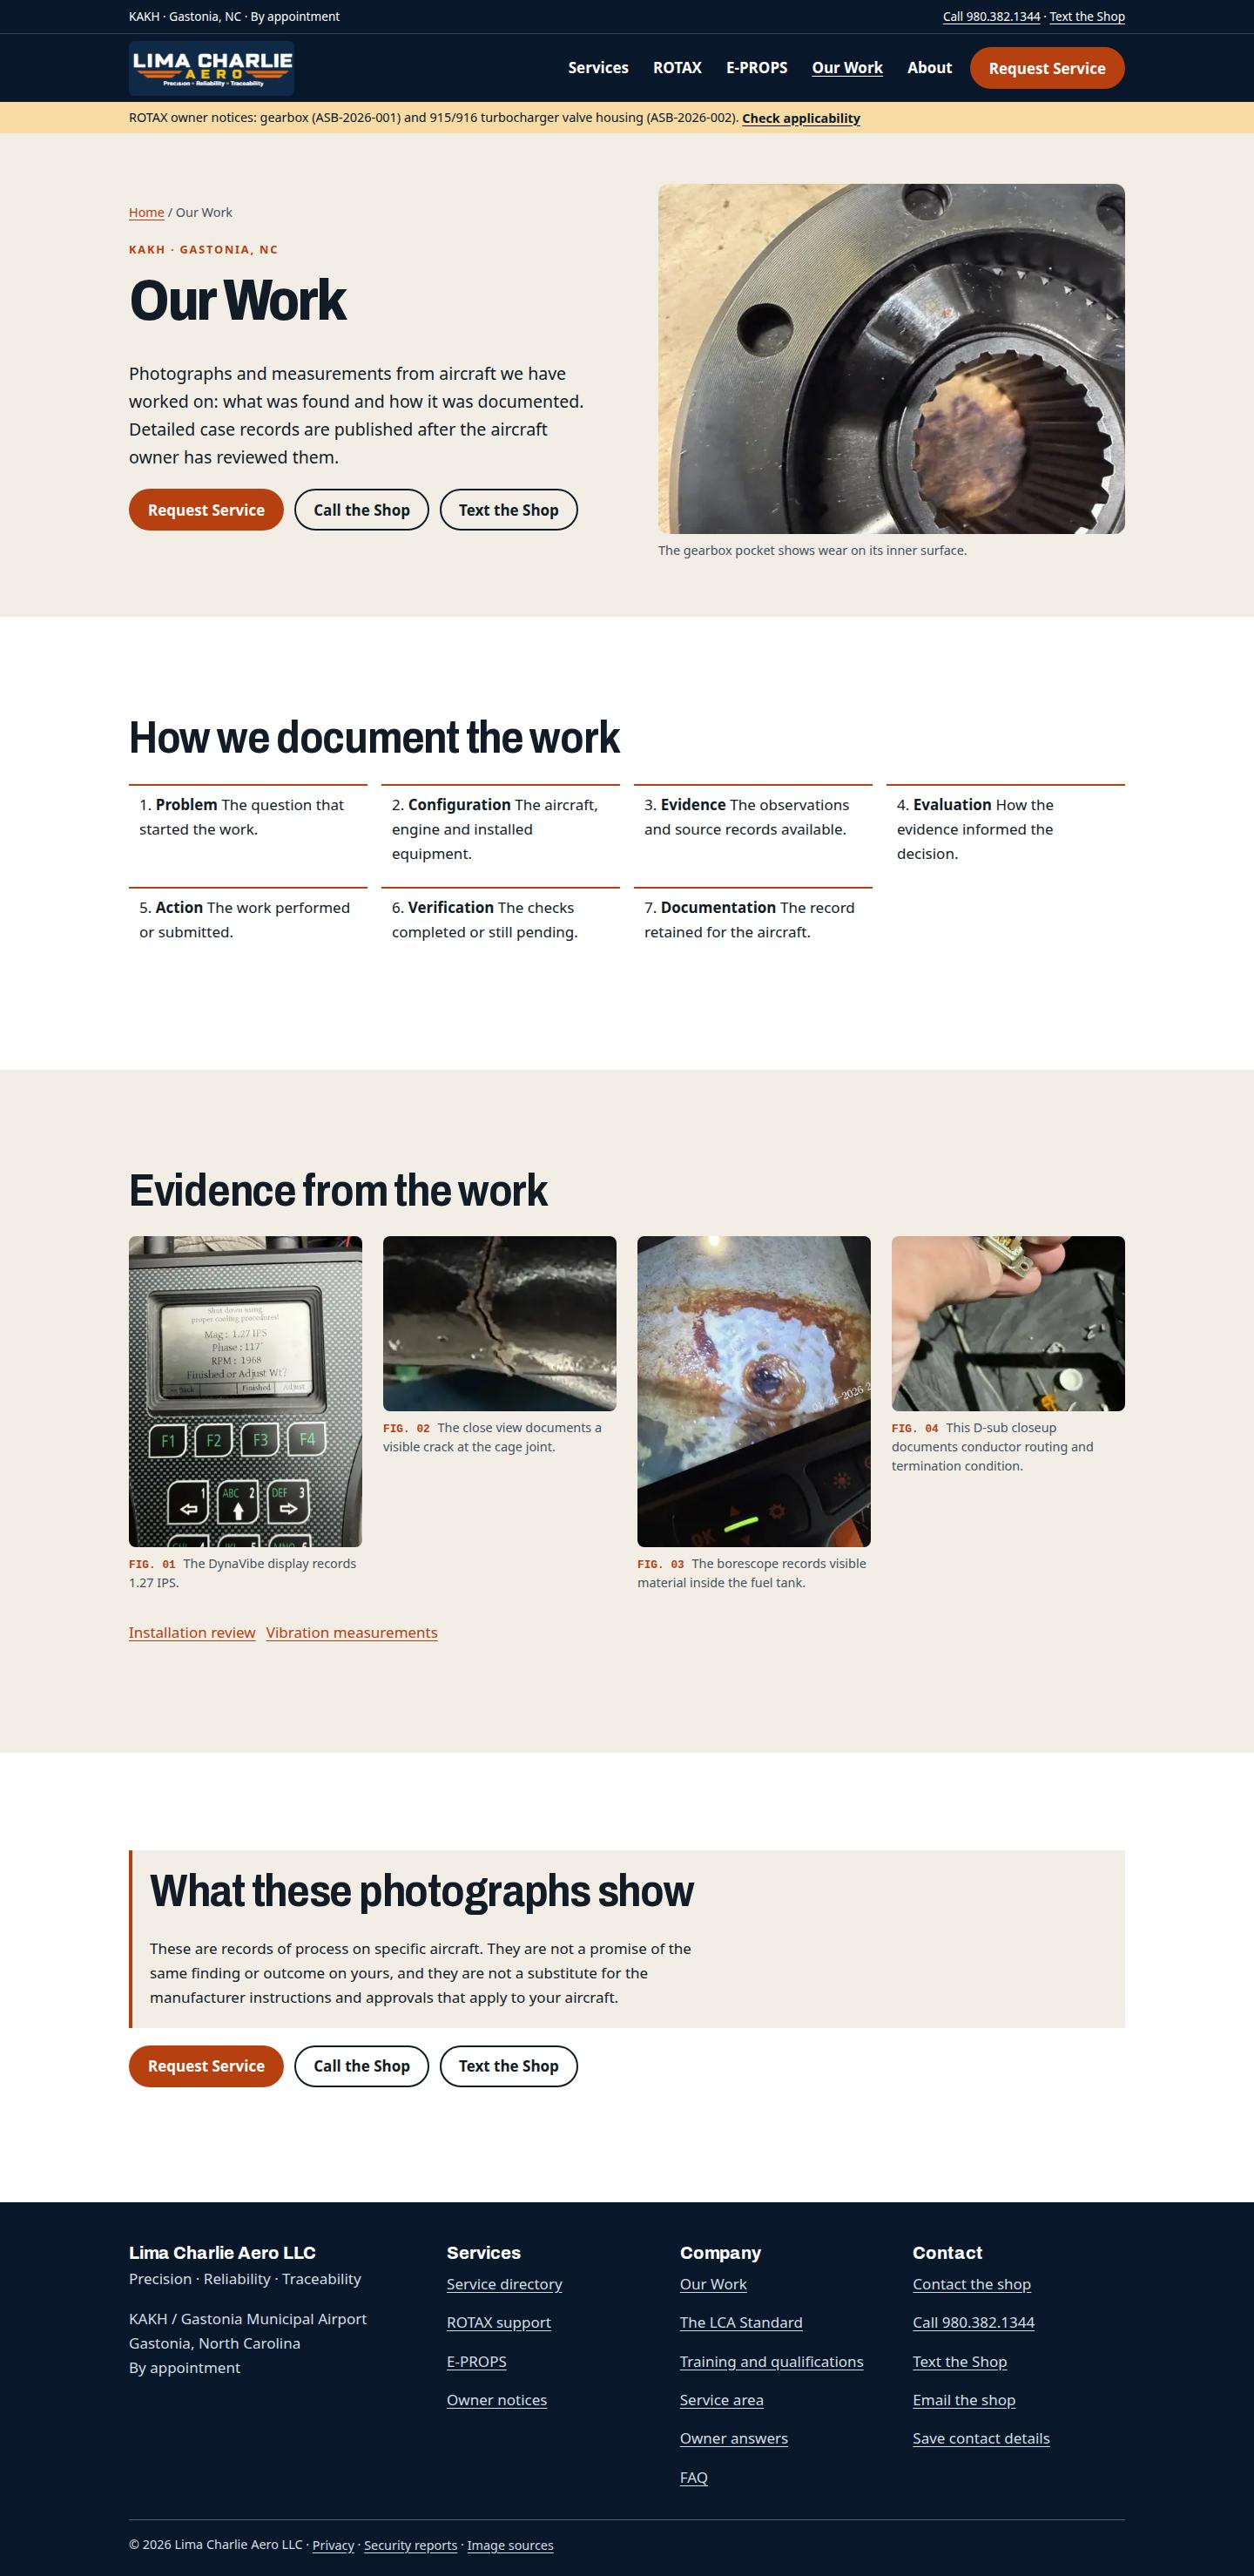 KAKH · Gastonia, NC · By appointment
Call 980.382.1344 · Text the Shop
LIMA CHARLIE
AERO
Precision · Reliability · Traceability
Services ROTAX E-PROPS Our Work About Request Service
ROTAX owner notices: gearbox (ASB-2026-001) and 915/916 turbocharger valve housing (ASB-2026-002). Check applicability
Home / Our Work
KAKH · GASTONIA, NC
Our Work
Photographs and measurements from aircraft we have
worked on: what was found and how it was documented.
Detailed case records are published after the aircraft
owner has reviewed them.
Request Service Call the Shop Text the Shop
The gearbox pocket shows wear on its inner surface.
How we document the work
1. Problem The question that
started the work.
2. Configuration The aircraft,
engine and installed
equipment.
3. Evidence The observations
and source records available.
4. Evaluation How the
evidence informed the
decision.
5. Action The work performed
or submitted.
6. Verification The checks
completed or still pending.
7. Documentation The record
retained for the aircraft.
Evidence from the work
Shut down using
proper cooling procedures!
Mag : 1.27 IPS
Phase : 117°
RPM : 1968
Finished or Adjust Wt?
Back Finished Adjust
F1 F2 F3 F4
1 ABC 2 DEF 3
FIG. 01 The DynaVibe display records
1.27 IPS.
FIG. 02 The close view documents a
visible crack at the cage joint.
OK
FIG. 03 The borescope records visible
material inside the fuel tank.
FIG. 04 This D-sub closeup
documents conductor routing and
termination condition.
Installation review Vibration measurements
What these photographs show
These are records of process on specific aircraft. They are not a promise of the
same finding or outcome on yours, and they are not a substitute for the
manufacturer instructions and approvals that apply to your aircraft.
Request Service Call the Shop Text the Shop
Lima Charlie Aero LLC
Precision · Reliability · Traceability
KAKH / Gastonia Municipal Airport
Gastonia, North Carolina
By appointment
Services
Service directory
ROTAX support
E-PROPS
Owner notices
Company
Our Work
The LCA Standard
Training and qualifications
Service area
Owner answers
FAQ
Contact
Contact the shop
Call 980.382.1344
Text the Shop
Email the shop
Save contact details
© 2026 Lima Charlie Aero LLC · Privacy · Security reports · Image sources